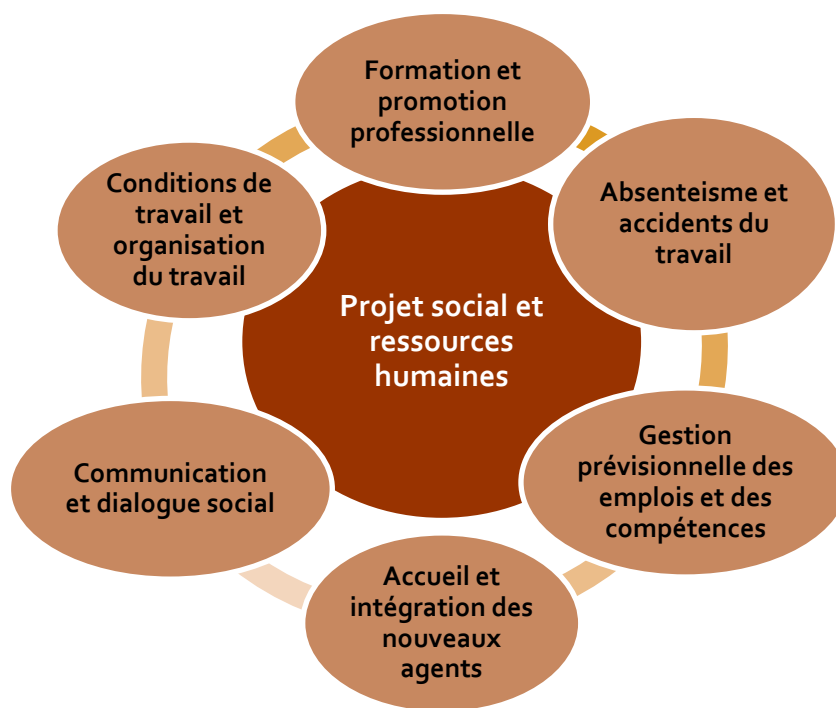 Formation et
promotion
professionnelle
Absenteisme et
accidents du
travail
Gestion
prévisionnelle des
emplois et des
compétences
Accueil et
intégration des
nouveaux
agents
Communication
et dialogue social
Conditions de
travail et
organisation
du travail
Projet social et
ressources
humaines